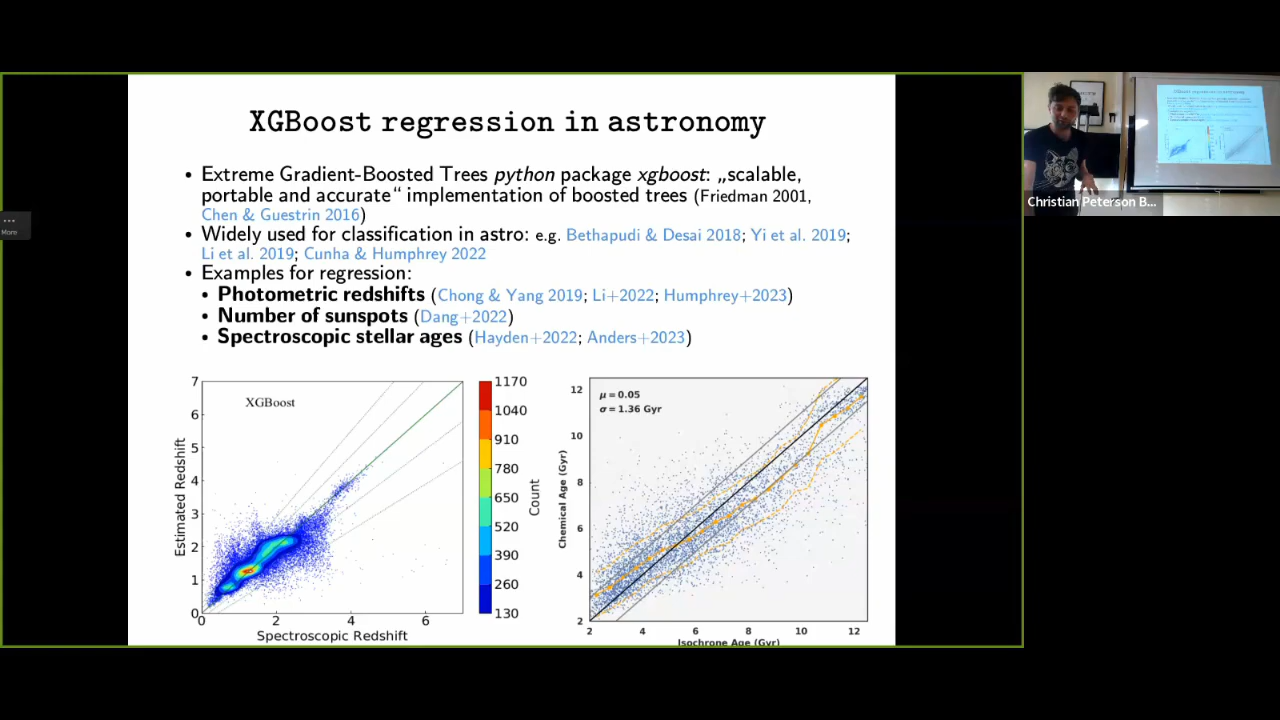 XGBoost regression in astronomy
• Extreme Gradient-Boosted Trees python package xgboost: „scalable,
portable and accurate“ implementation of boosted trees (Friedman 2001,
Chen & Guestrin 2016)
• Widely used for classification in astro: e.g. Bethapudi & Desai 2018; Yi et al. 2019;
Li et al. 2019; Cunha & Humphrey 2022
• Examples for regression:
• Photometric redshifts (Chong & Yang 2019; Li+2022; Humphrey+2023)
• Number of sunspots (Dang+2022)
• Spectroscopic stellar ages (Hayden+2022; Anders+2023)
XGBoost
Estimated Redshift
7
6
5
4
3
2
1
0
0 2 4 6
Spectroscopic Redshift
1170
1040
910
780
650
520
390
260
130
Count
μ = 0.05
σ = 1.36 Gyr
Chemical Age (Gyr)
12
10
8
6
4
2
2 4 6 8 10 12
Isochrone Age (Gyr)
More
Christian Peterson B...